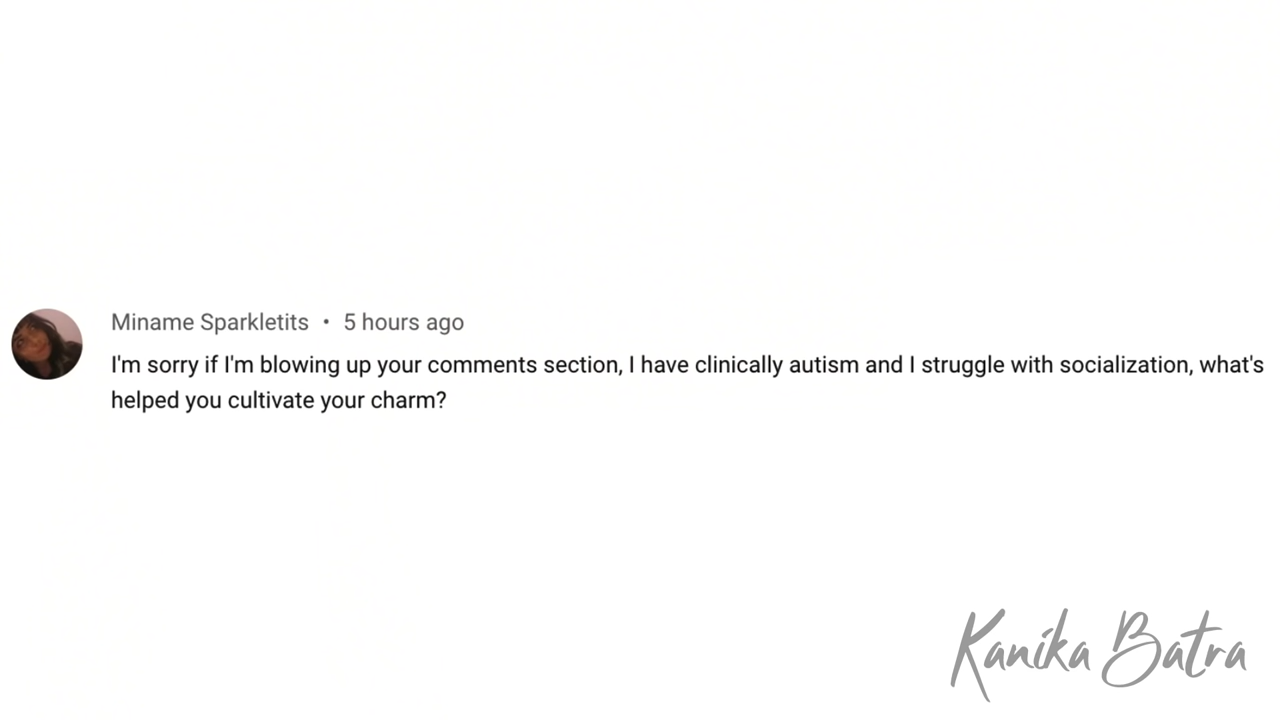 Miname Sparkletits • 5 hours ago
I'm sorry if I'm blowing up your comments section, I have clinically autism and I struggle with socialization, what's
helped you cultivate your charm?
Kanika Batra